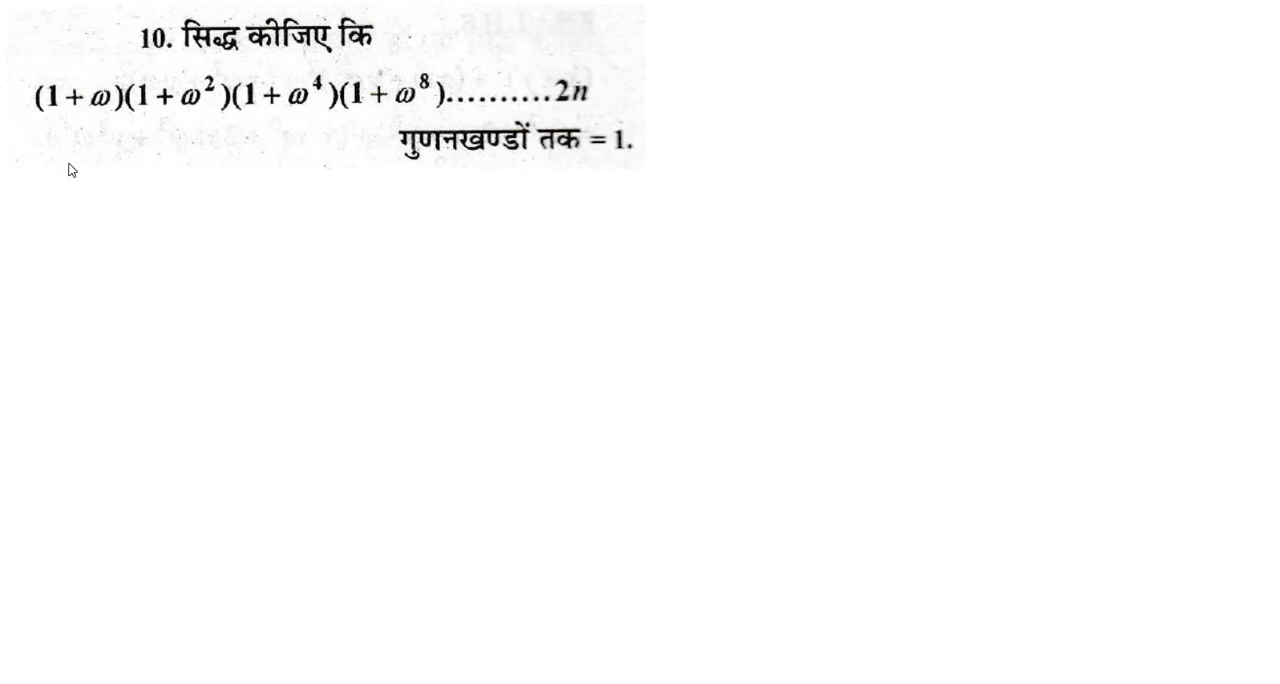 10. सिद्ध कीजिए कि
(1 + ω)(1 + ω²)(1 + ω⁴)(1 + ω⁸)..........2n
गुणनखण्डों तक = 1.